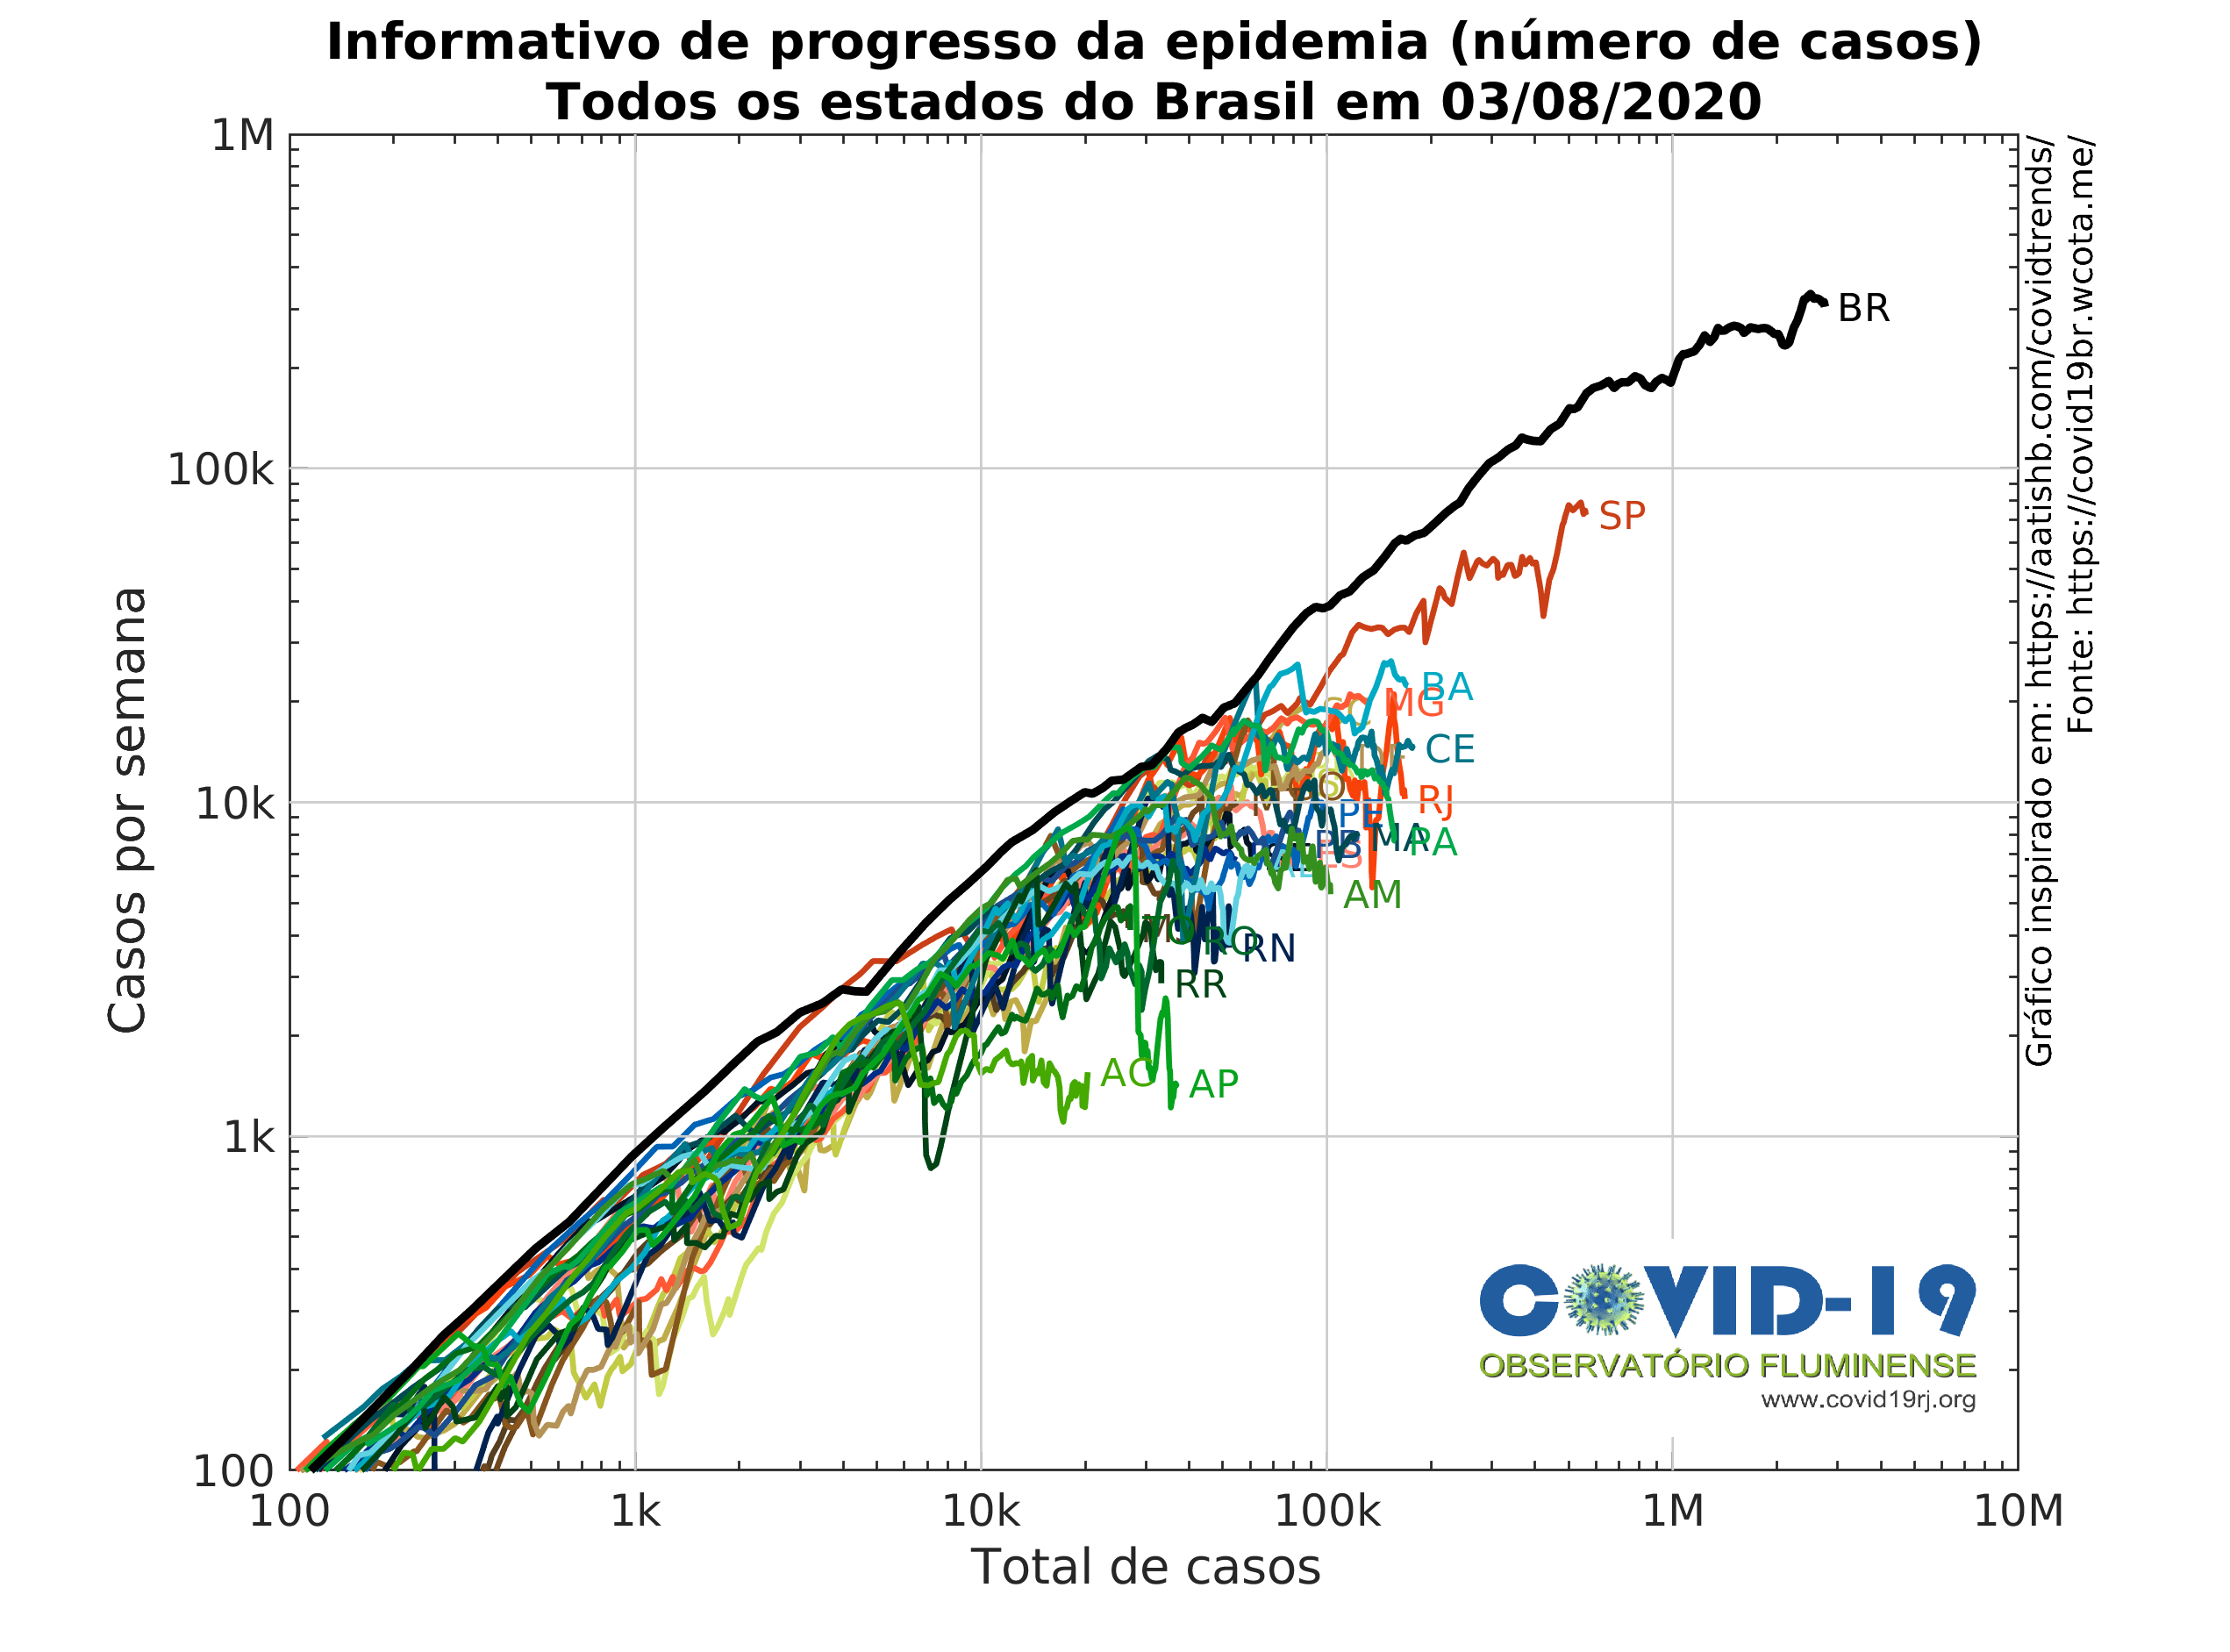 Informativo de progresso da epidemia (número de casos)
Todos os estados do Brasil em 03/08/2020
1M
100k
10k
1k
100
Casos por semana
BR
SP
BA
MG
CE
RJ
PE
MA
PA
PB
ES
AM
RO
RN
RR
AC
AP
100
1k
10k
100k
1M
10M
Total de casos
Gráfico inspirado em: https://aatishb.com/covidtrends/
Fonte: https://covid19br.wcota.me/
COVID-19
OBSERVATÓRIO FLUMINENSE
www.covid19rj.org